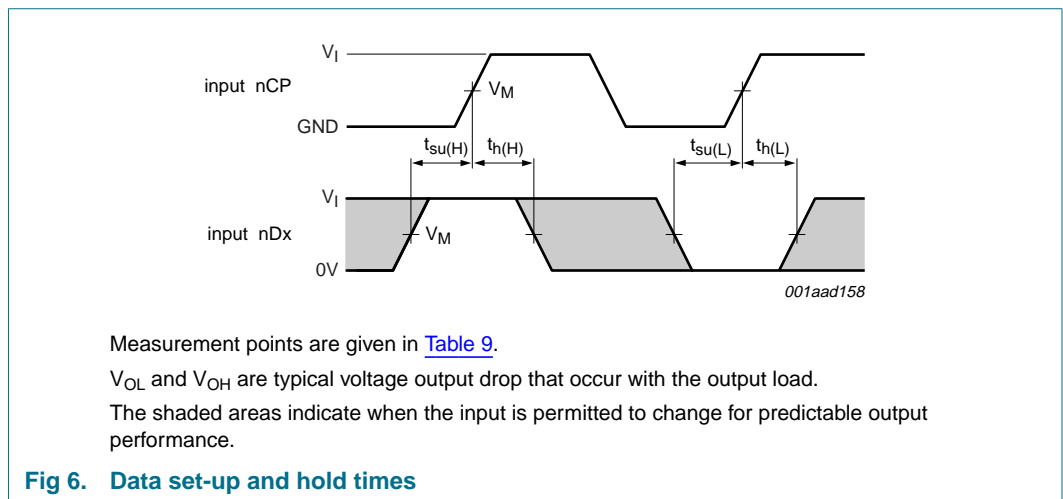 VI
input nCP
VM
GND
tsu(H)
th(H)
tsu(L)
th(L)
VI
input nDx
VM
0V
001aad158
Measurement points are given in Table 9.
VOL and VOH are typical voltage output drop that occur with the output load.
The shaded areas indicate when the input is permitted to change for predictable output
performance.
Fig 6. Data set-up and hold times